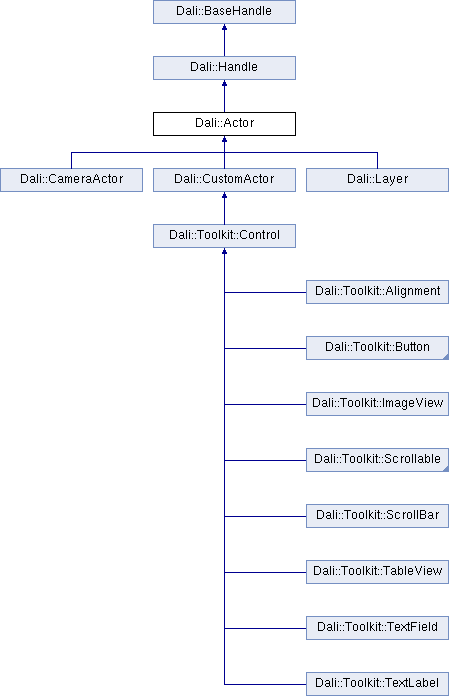 Dali::BaseHandle
Dali::Handle
Dali::Actor
Dali::CameraActor
Dali::CustomActor
Dali::Layer
Dali::Toolkit::Control
Dali::Toolkit::Alignment
Dali::Toolkit::Button
Dali::Toolkit::ImageView
Dali::Toolkit::Scrollable
Dali::Toolkit::ScrollBar
Dali::Toolkit::TableView
Dali::Toolkit::TextField
Dali::Toolkit::TextLabel